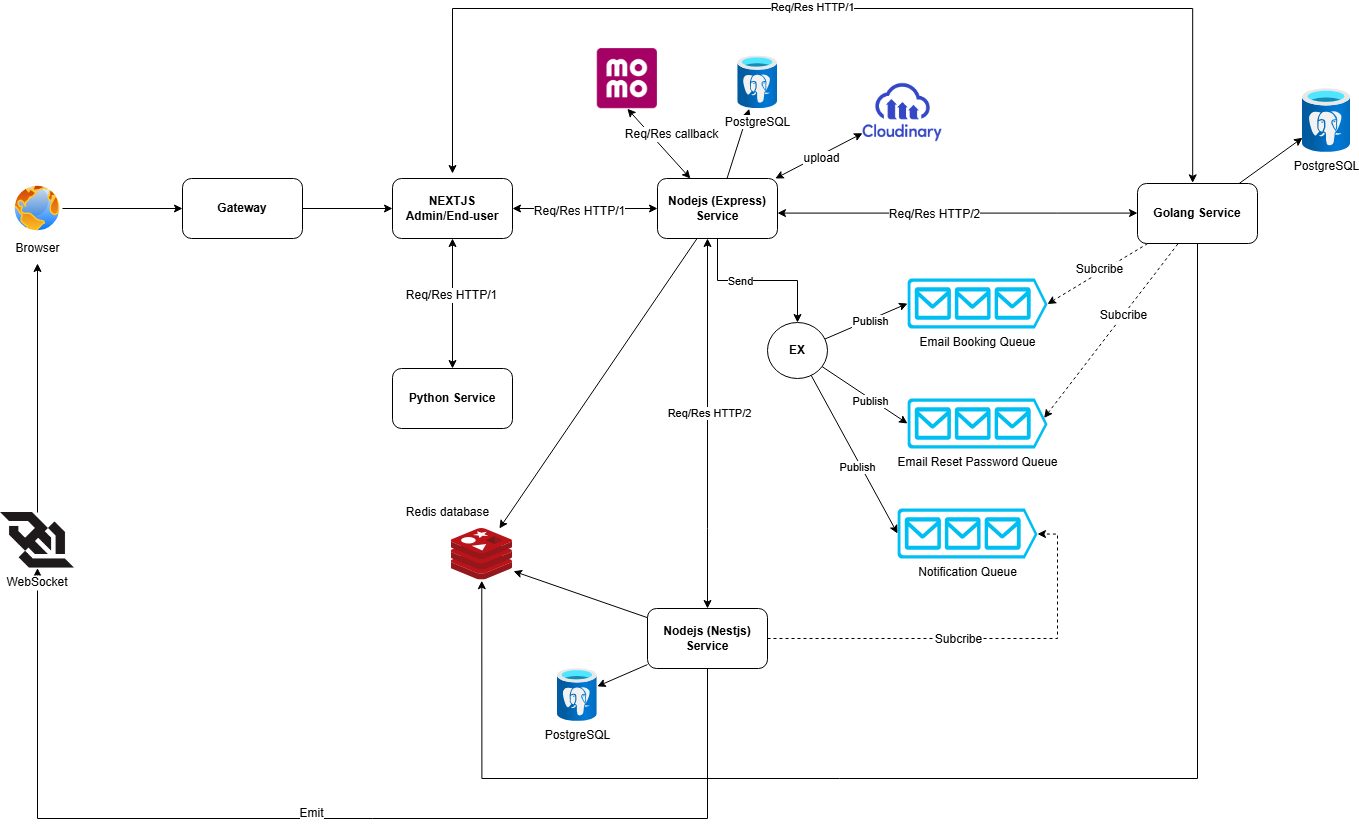 Req/Res HTTP/1
MO
MO
PostgreSQL
Req/Res callback
Cloudinary
upload
PostgreSQL
Browser
Gateway
NEXTJS
Admin/End-user
Req/Res HTTP/1
Nodejs (Express)
Service
Req/Res HTTP/2
Golang Service
Req/Res HTTP/1
Send
Subcribe
Subcribe
EX
Publish
Email Booking Queue
Python Service
Req/Res HTTP/2
Publish
Email Reset Password Queue
Publish
Redis database
Notification Queue
WebSocket
Nodejs (Nestjs)
Service
Subcribe
PostgreSQL
Emit